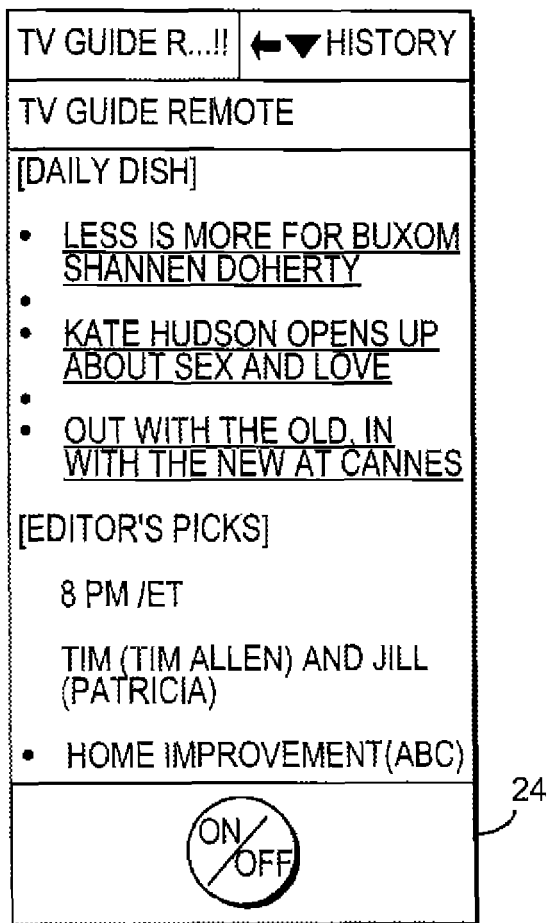 TV GUIDE R...!! ←▼HISTORY
TV GUIDE REMOTE
[DAILY DISH]
• LESS IS MORE FOR BUXOM
SHANNEN DOHERTY
•
• KATE HUDSON OPENS UP
ABOUT SEX AND LOVE
•
• OUT WITH THE OLD, IN
WITH THE NEW AT CANNES
[EDITOR'S PICKS]
8 PM /ET
TIM (TIM ALLEN) AND JILL
(PATRICIA)
• HOME IMPROVEMENT(ABC)
24
ON/OFF